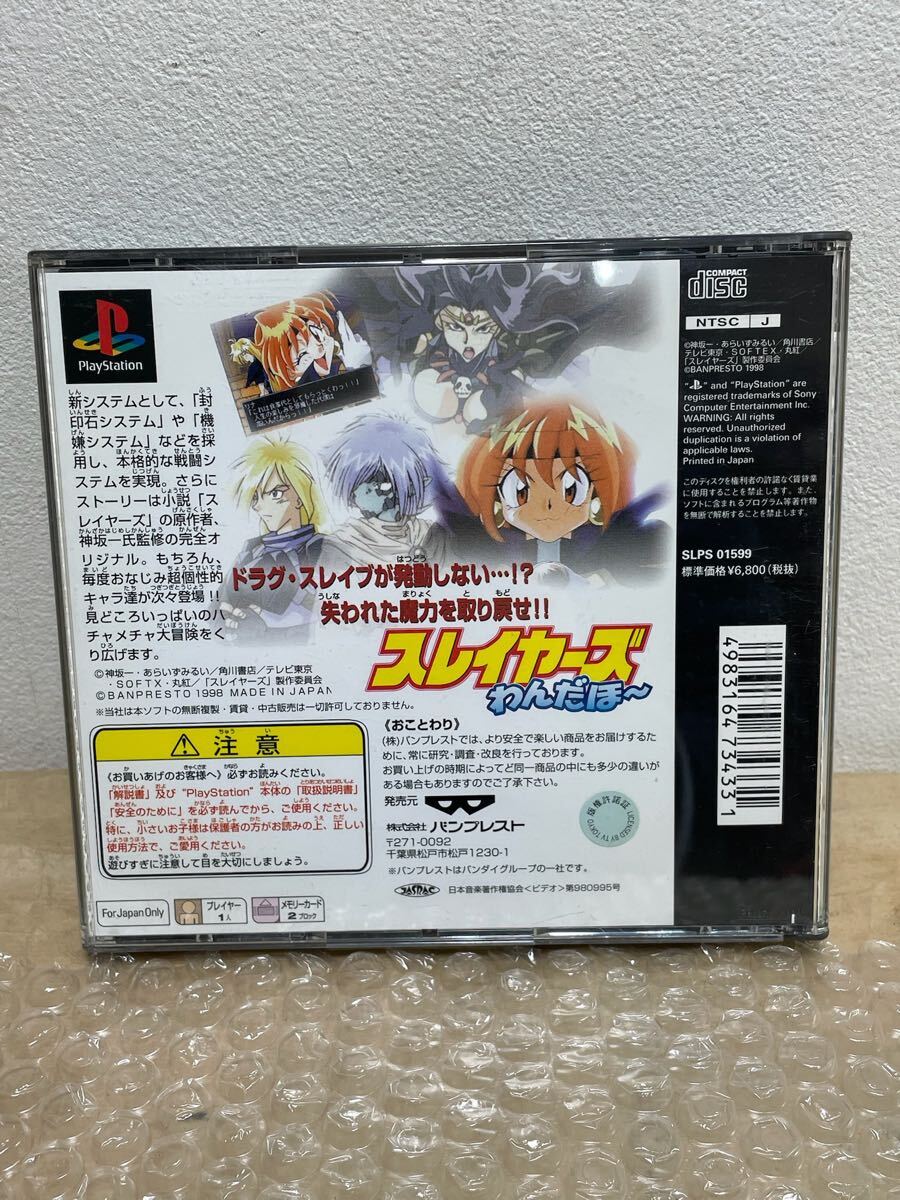 PlayStation
新システムとして、「封
印石システム」や「機
嫌システム」などを採
用し、本格的な戦闘シ
ステムを実現。さらに
ストーリーは小説「ス
レイヤーズ」の原作者、
神坂一氏監修の完全オ
リジナル。もちろん、
毎度おなじみ超個性的
キャラ達が次々登場!!
見どころいっぱいのハ
チャメチャ大冒険をく
り広げます。
©神坂一・あらいずみるい／角川書店／テレビ東京
・SOFTX・丸紅／「スレイヤーズ」製作委員会
©BANPRESTO 1998 MADE IN JAPAN
※当社は本ソフトの無断複製・賃貸・中古販売は一切許可しておりません。
ドラグ・スレイブが発動しない…!?
失われた魔力を取り戻せ!!
スレイヤーズ
わんだほ〜
注意
《お買いあげのお客様へ》必ずお読みください。
「解説書」及び “PlayStation” 本体の「取扱説明書」
「安全のために」を必ず読んでから、ご使用ください。
特に、小さいお子様は保護者の方がお読みの上、正しい
使用方法で、ご愛用ください。
遊びすぎに注意して目を大切にしましょう。
For Japan Only
プレイヤー
1人
メモリーカード
2ブロック
《おことわり》
(株)バンプレストでは、より安全で楽しい商品をお届けするた
めに、常に研究・調査・改良を行っております。
お買い上げの時期によってど同一商品の中にも多少の違いが
ある場合もありますのでご了承下さい。
発売元
株式会社 バンプレスト
〒271-0092
千葉県松戸市松戸1230-1
※バンプレストはバンダイグループの一社です。
版権許諾証
LICENSED BY TV TOKYO
JASRAC
日本音楽著作権協会<ビデオ>第980995号
COMPACT
disc
NTSC J
©神坂一・あらいずみるい／角川書店／
テレビ東京・SOFTX・丸紅／
「スレイヤーズ」製作委員会
©BANPRESTO 1998
“PS” and “PlayStation” are
registered trademarks of Sony
Computer Entertainment Inc.
WARNING: All rights
reserved. Unauthorized
duplication is a violation of
applicable laws.
Printed in Japan
このディスクを権利者の許諾なく賃貸業
に使用することを禁止します。また、
ソフトに含まれるプログラム等著作物
を無断で解析することを禁止します。
SLPS 01599
標準価格¥6,800(税抜)
4983164734331